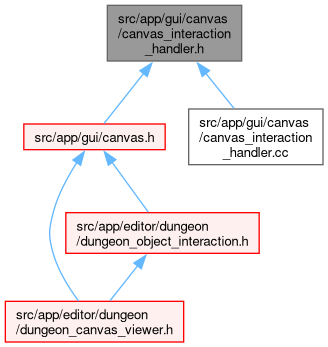 src/app/gui/canvas
/canvas_interaction
_handler.h
src/app/gui/canvas.h
src/app/gui/canvas
/canvas_interaction
_handler.cc
src/app/editor/dungeon
/dungeon_object_interaction.h
src/app/editor/dungeon
/dungeon_canvas_viewer.h